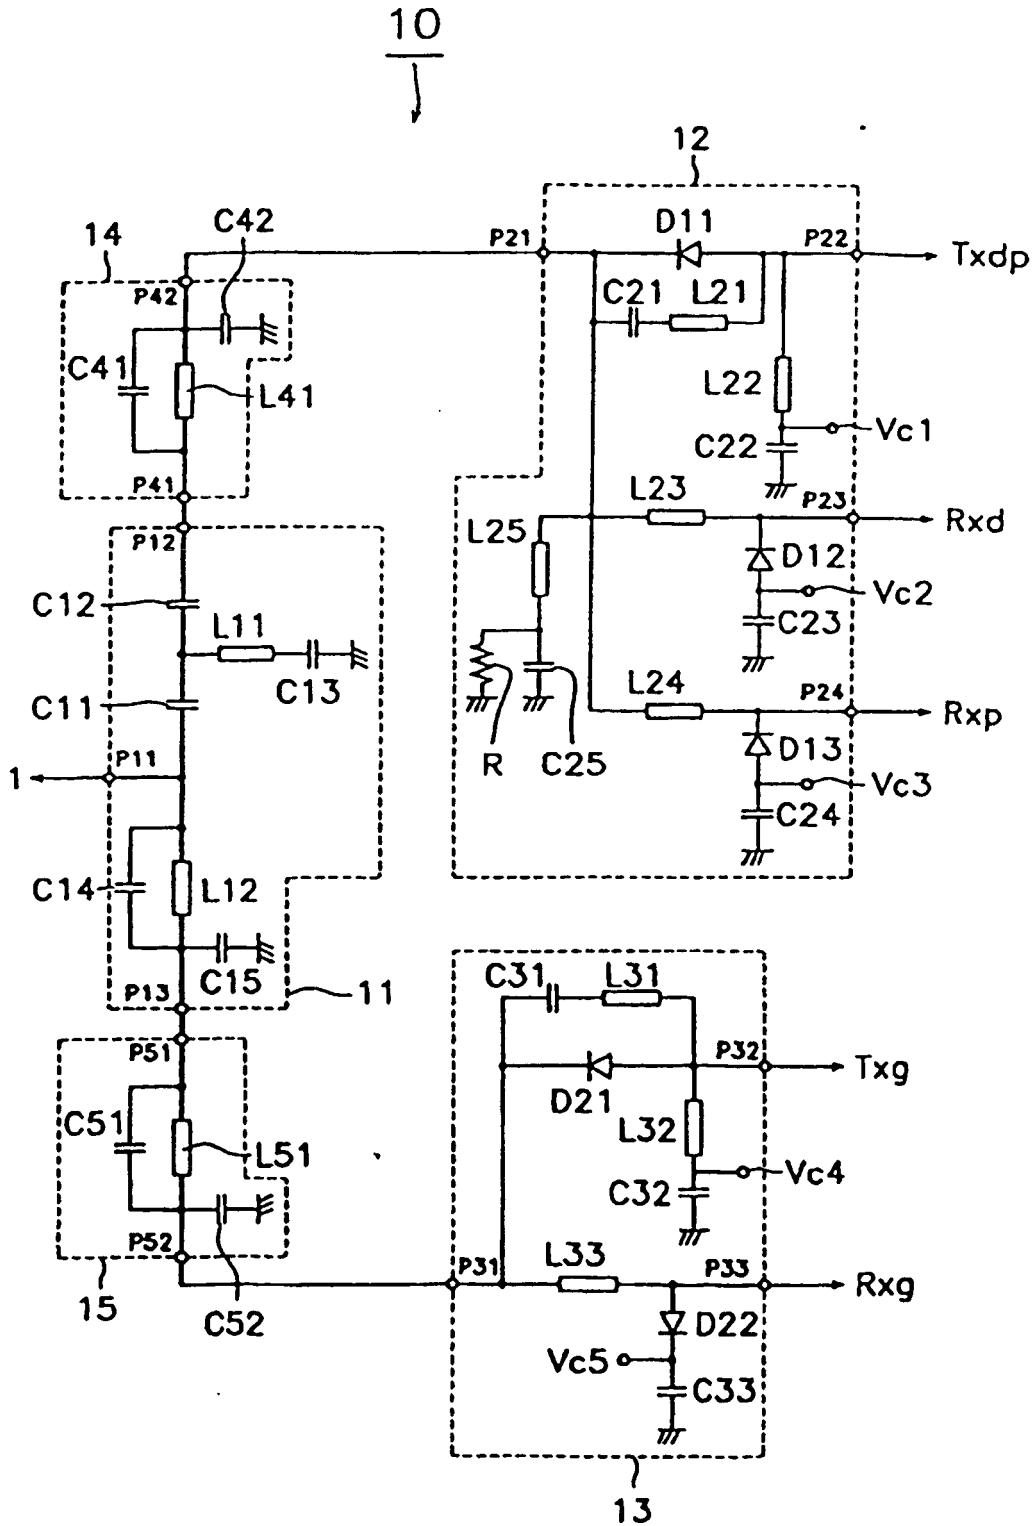 10
12
C42
14
P21
D11
P22
Txdp
P42
C21
L21
C41
L41
L22
Vc1
C22
P41
L23
P23
Rxd
P12
L25
D12
Vc2
C12
C23
L11
C13
L24
P24
Rxp
C11
R
C25
D13
1
P11
Vc3
C24
C14
L12
C15
C31
L31
P13
11
P51
P32
Txg
C51
D21
L32
L51
Vc4
C32
P52
L33
P31
P33
Rxg
15
C52
D22
Vc5
C33
13